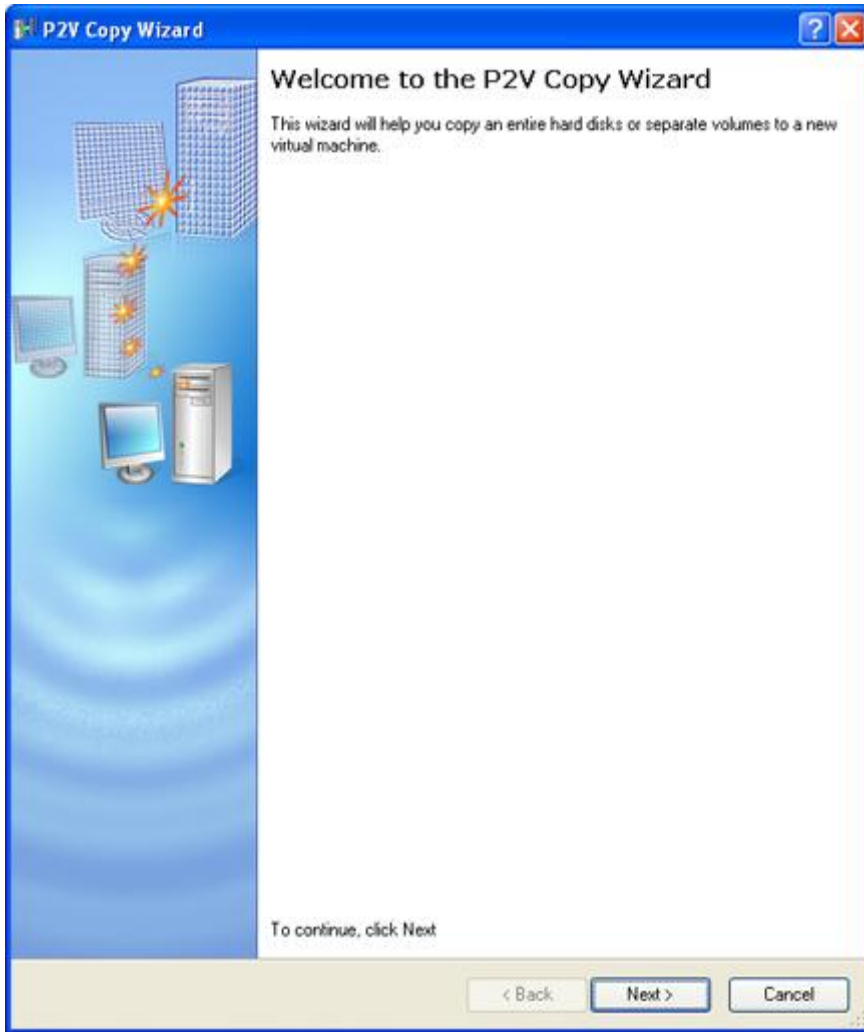 P2V Copy Wizard
Welcome to the P2V Copy Wizard
This wizard will help you copy an entire hard disks or separate volumes to a new
virtual machine.
To continue, click Next
< Back
Next >
Cancel